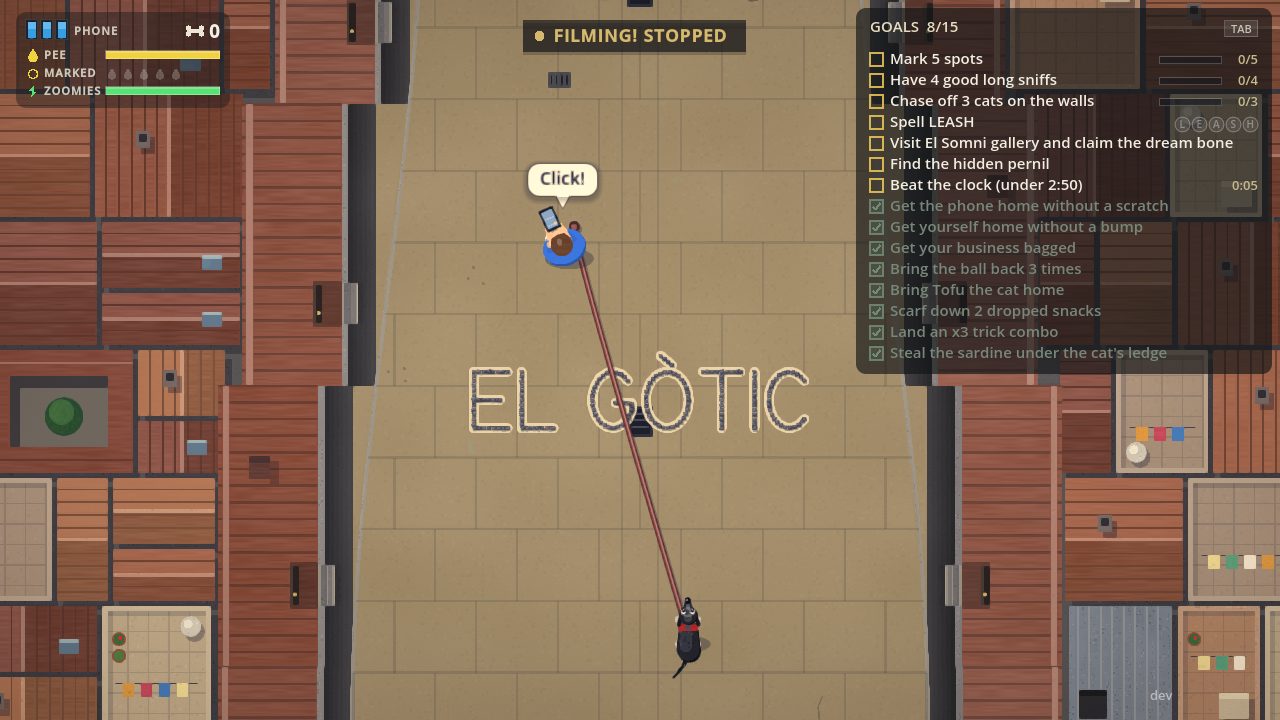 PHONE 0
PEE
MARKED
ZOOMIES
FILMING! STOPPED
GOALS 8/15 TAB
Mark 5 spots 0/5
Have 4 good long sniffs 0/4
Chase off 3 cats on the walls 0/3
Spell LEASH L E A S H
Visit El Somni gallery and claim the dream bone
Find the hidden pernil
Beat the clock (under 2:50) 0:05
Get the phone home without a scratch
Get yourself home without a bump
Get your business bagged
Bring the ball back 3 times
Bring Tofu the cat home
Scarf down 2 dropped snacks
Land an x3 trick combo
Steal the sardine under the cat's ledge
Click!
EL GÒTIC
dev